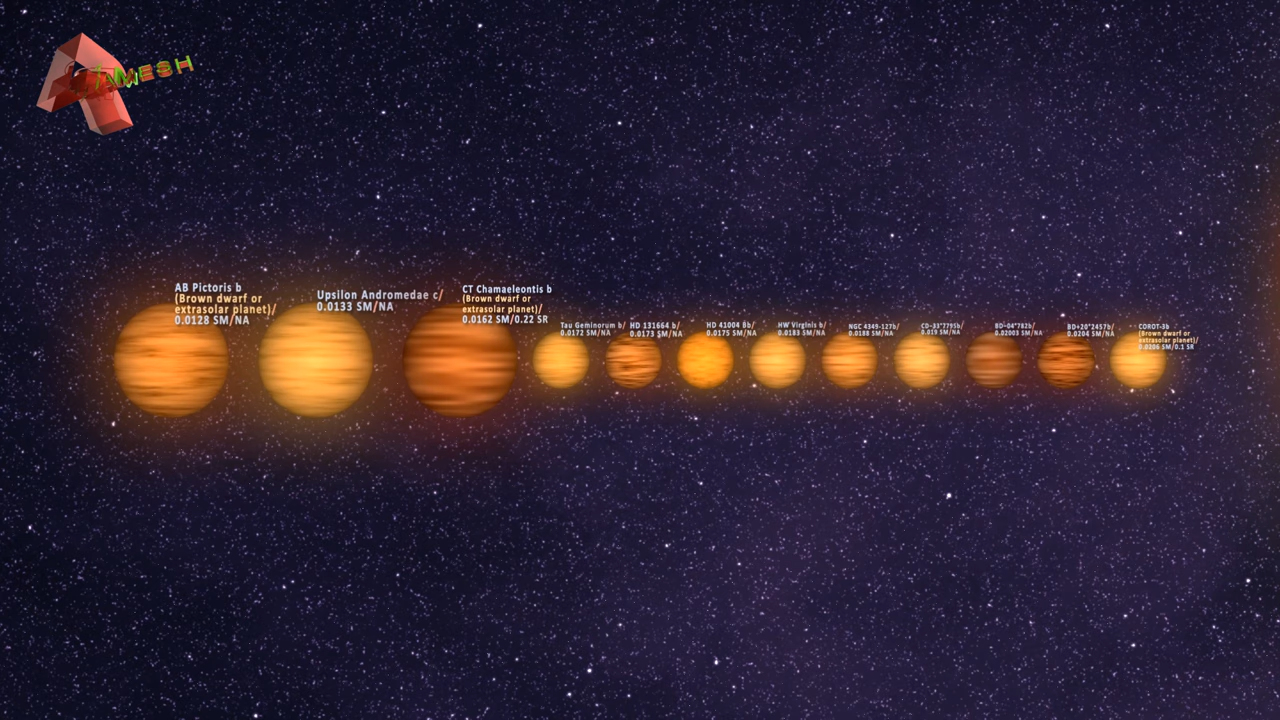 AMESH
AB Pictoris b
(Brown dwarf or
extrasolar planet)/
0.0128 SM/NA
Upsilon Andromedae c/
0.0133 SM/NA
CT Chamaeleontis b
(Brown dwarf or
extrasolar planet)/
0.0162 SM/0.22 SR
Tau Geminorum b/
0.0172 SM/NA
HD 131664 b/
0.0173 SM/NA
HD 41004 Bb/
0.0175 SM/NA
HW Virginis b/
0.0183 SM/NA
NGC 4349-127b/
0.0188 SM/NA
CD-33°7795b/
0.019 SM/NA
BD-04°782b/
0.02003 SM/NA
BD+20°2457b/
0.0204 SM/NA
COROT-3b
(Brown dwarf or
extrasolar planet)/
0.0206 SM/0.1 SR